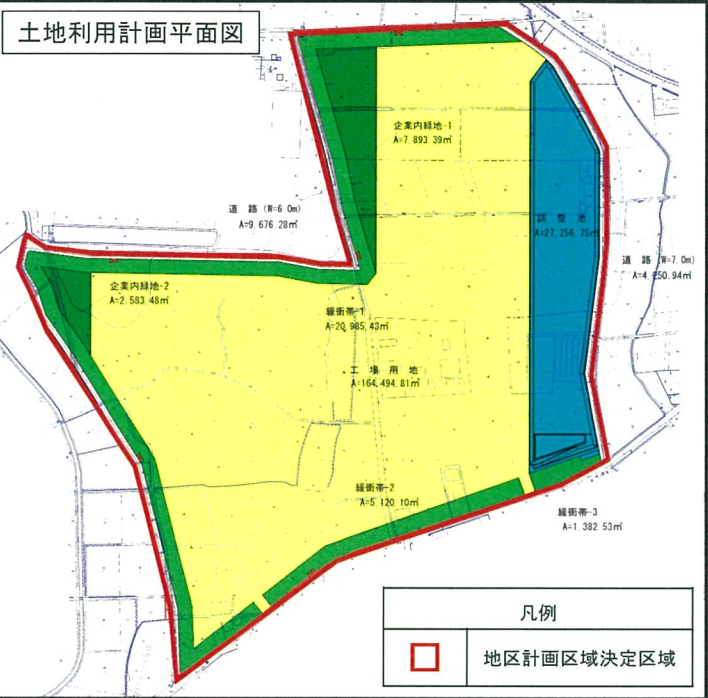 土地利用計画平面図
企業内緑地-1
A=7.893.39㎡
道 路 (W=6.0m)
A=9.676.28㎡
調 整 池
A=27,256.75㎡
道 路 (W=7.0m)
A=4,250.94㎡
企業内緑地-2
A=2.583.48㎡
緩衝帯-1
A=20,985.43㎡
工 場 用 地
A=164,494.81㎡
緩衝帯-2
A=5.120.10㎡
緩衝帯-3
A=1.382.53㎡
凡例
地区計画区域決定区域